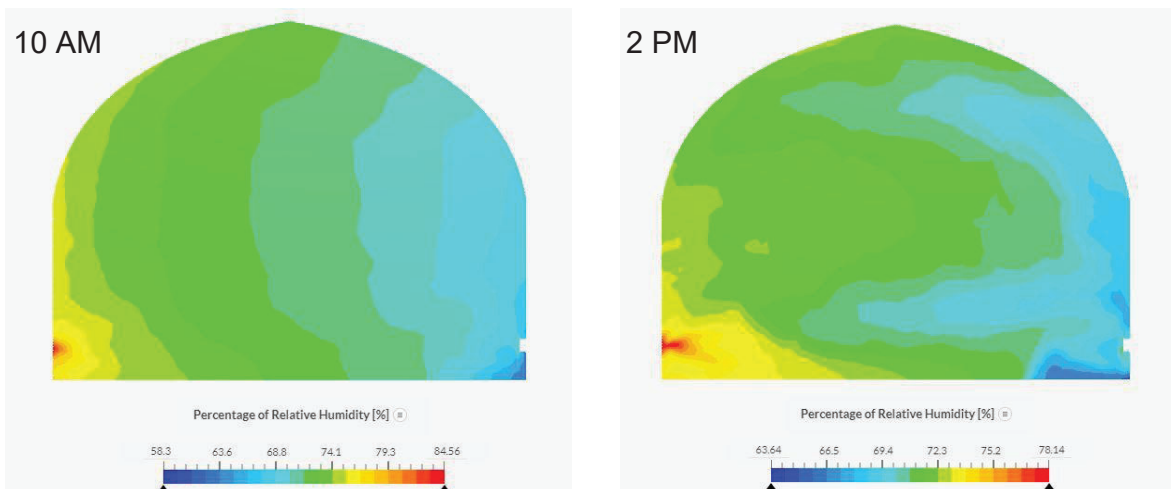 10 AM
2 PM
Percentage of Relative Humidity [%]
58.3 63.6 68.8 74.1 79.3 84.56
Percentage of Relative Humidity [%]
63.64 66.5 69.4 72.3 75.2 78.14